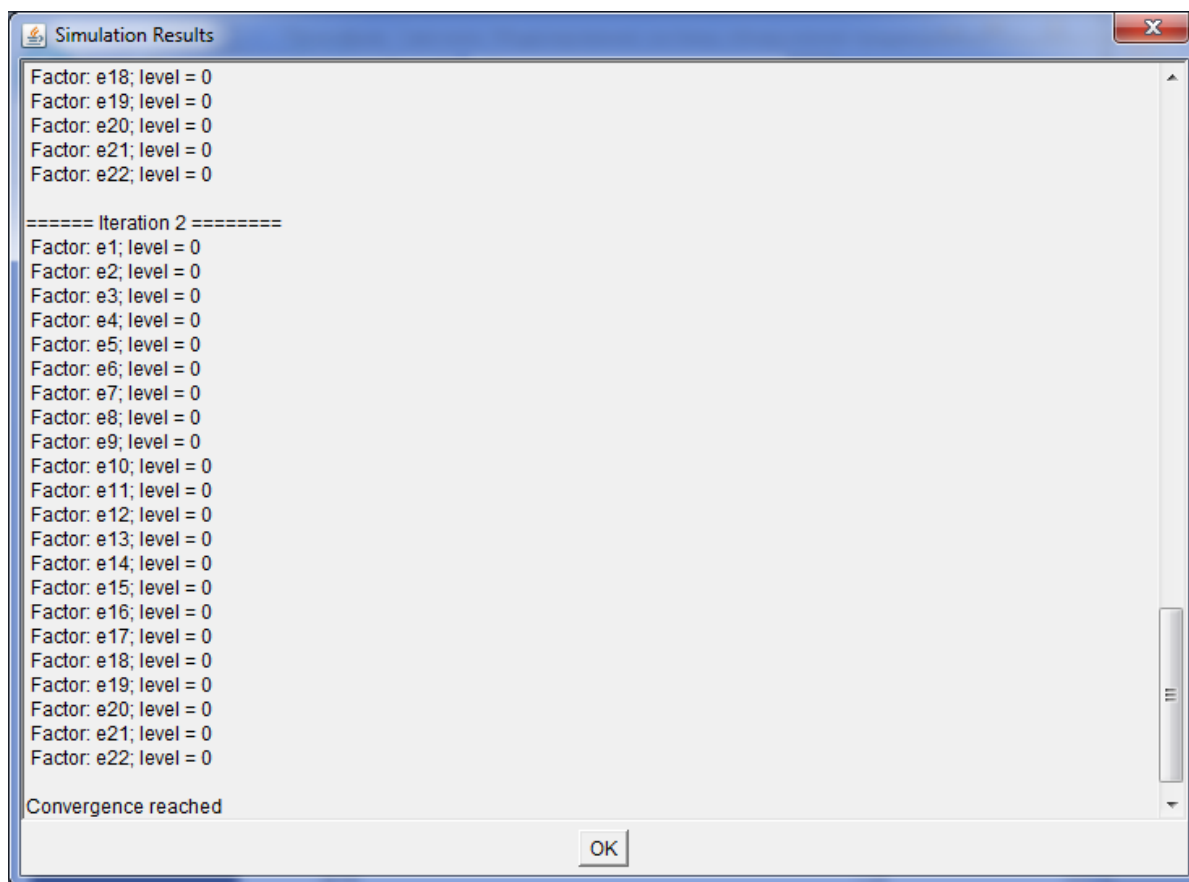 Simulation Results
Factor: e18; level = 0
Factor: e19; level = 0
Factor: e20; level = 0
Factor: e21; level = 0
Factor: e22; level = 0
====== Iteration 2 ========
Factor: e1; level = 0
Factor: e2; level = 0
Factor: e3; level = 0
Factor: e4; level = 0
Factor: e5; level = 0
Factor: e6; level = 0
Factor: e7; level = 0
Factor: e8; level = 0
Factor: e9; level = 0
Factor: e10; level = 0
Factor: e11; level = 0
Factor: e12; level = 0
Factor: e13; level = 0
Factor: e14; level = 0
Factor: e15; level = 0
Factor: e16; level = 0
Factor: e17; level = 0
Factor: e18; level = 0
Factor: e19; level = 0
Factor: e20; level = 0
Factor: e21; level = 0
Factor: e22; level = 0
Convergence reached
OK